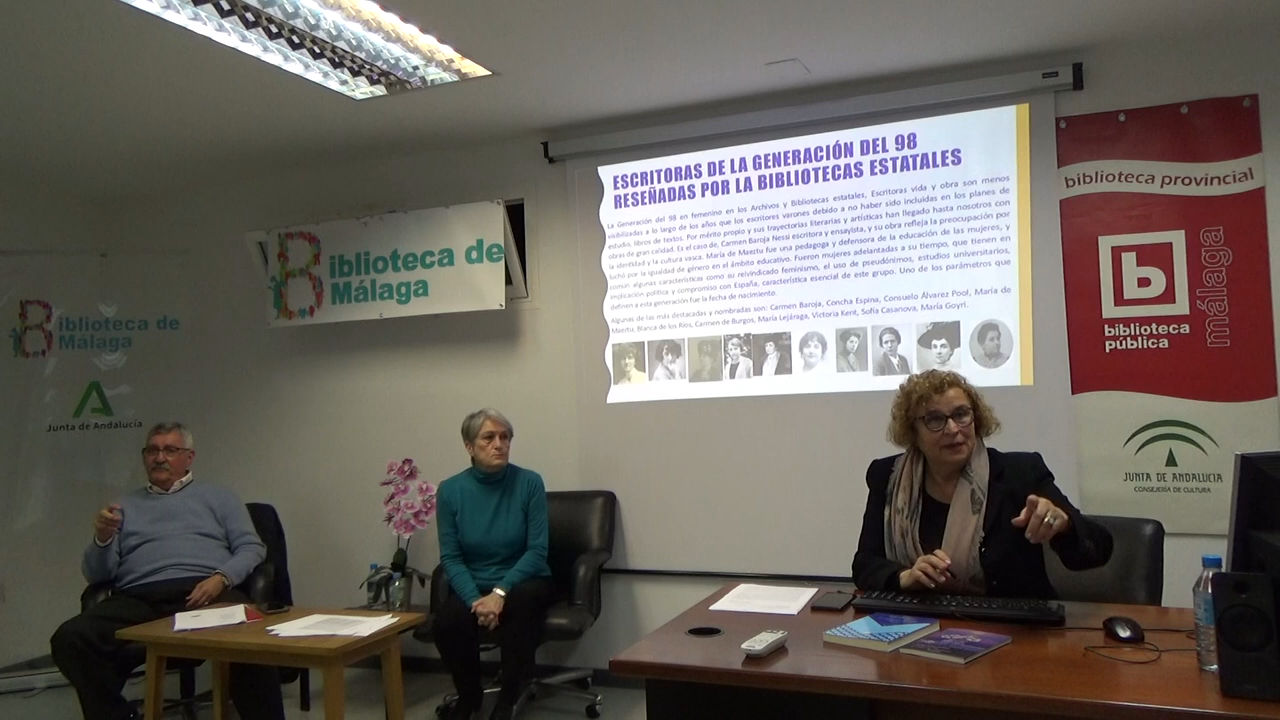 ESCRITORAS DE LA GENERACIÓN DEL 98
RESEÑADAS POR LA BIBLIOTECAS ESTATALES
La Generación del 98 en femenino en los Archivos y Bibliotecas estatales, Escritoras vida y obra son menos
visibilizadas a lo largo de los años que los escritores varones debido a no haber sido incluidas en los planes de
estudio, libros de textos. Por mérito propio y sus trayectorias literarias y artísticas han llegado hasta nosotros con
obras de gran calidad. Es el caso de, Carmen Baroja Nessi escritora y ensayista, y su obra refleja la preocupación por
la identidad y la cultura vasca. María de Maeztu fue una pedagoga y defensora de la educación de las mujeres, y
luchó por la igualdad de género en el ámbito educativo. Fueron mujeres adelantadas a su tiempo, que tienen en
común algunas características como su reivindicado feminismo, el uso de pseudónimos, estudios universitarios,
implicación política y compromiso con España, característica esencial de este grupo. Uno de los parámetros que
definen a esta generación fue la fecha de nacimiento.
Algunas de las más destacadas y nombradas son: Carmen Baroja, Concha Espina, Consuelo Álvarez Pool, María de
Maeztu, Blanca de los Ríos, Carmen de Burgos, María Lejáraga, Victoria Kent, Sofía Casanova, María Goyri.
Biblioteca de
Málaga
Biblioteca de
Málaga
Junta de Andalucía
biblioteca provincial
b
biblioteca
pública
málaga
JUNTA DE ANDALUCIA
CONSEJERÍA DE CULTURA